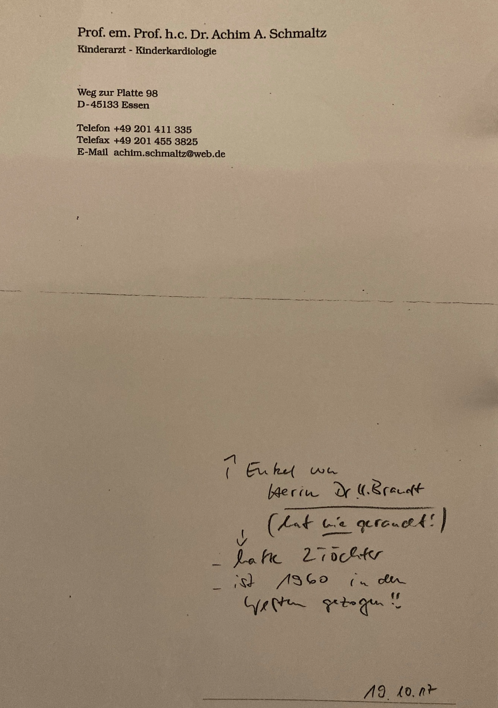 Prof. em. Prof. h.c. Dr. Achim A. Schmaltz
Kinderarzt - Kinderkardiologie
Weg zur Platte 98
D-45133 Essen
Telefon +49 201 411 335
Telefax +49 201 455 3825
E-Mail achim.schmaltz@web.de
↑ Enkel von
Herrn Dr U. Brandt
(hat nie geraucht!)
↓
- hatte 2 Töchter
- ist 1960 in den
Westen gezogen!!
19.10.17